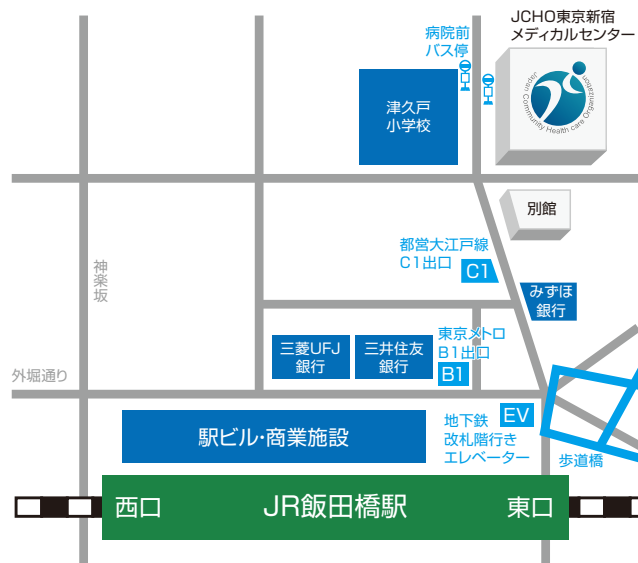 JCHO東京新宿
メディカルセンター
病院前
バス停
Japan Community Health care Organization
津久戸
小学校
別館
都営大江戸線
C1出口
C1
神楽坂
みずほ
銀行
東京メトロ
B1出口
B1
三菱UFJ
銀行
三井住友
銀行
外堀通り
EV
地下鉄
改札階行き
エレベーター
駅ビル・商業施設
歩道橋
西口
JR飯田橋駅
東口